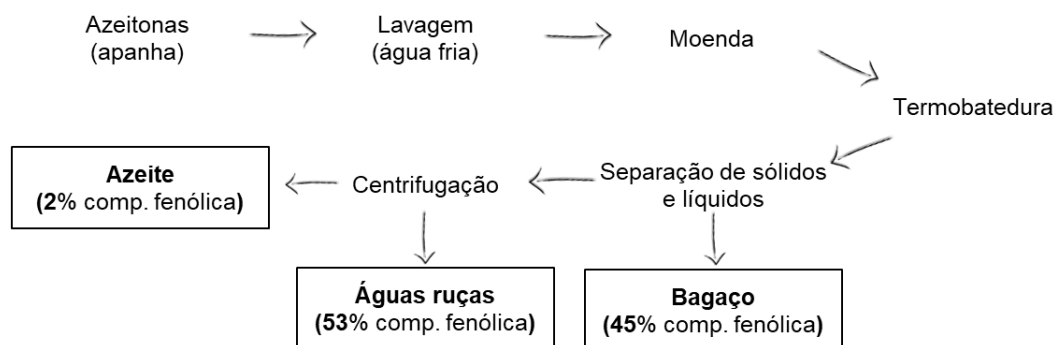 Azeitonas
(apanha)
Lavagem
(água fria)
Moenda
Termobatedura
Separação de sólidos
e líquidos
Centrifugação
Azeite
(2% comp. fenólica)
Águas ruças
(53% comp. fenólica)
Bagaço
(45% comp. fenólica)